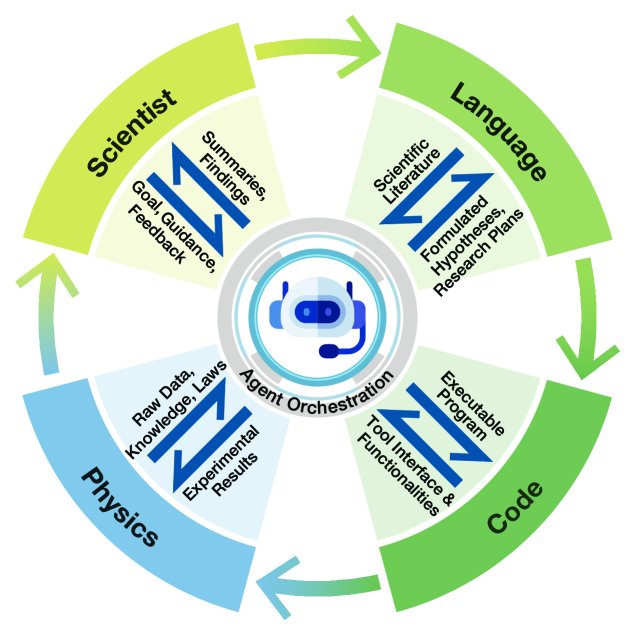 Scientist
Summaries,
Findings
Goal, Guidance,
Feedback
Language
Scientific
Literature
Formulated
Hypotheses,
Research Plans
Agent Orchestration
Physics
Raw Data,
Knowledge, Laws
Experimental
Results
Code
Executable
Program
Tool Interface &
Functionalities